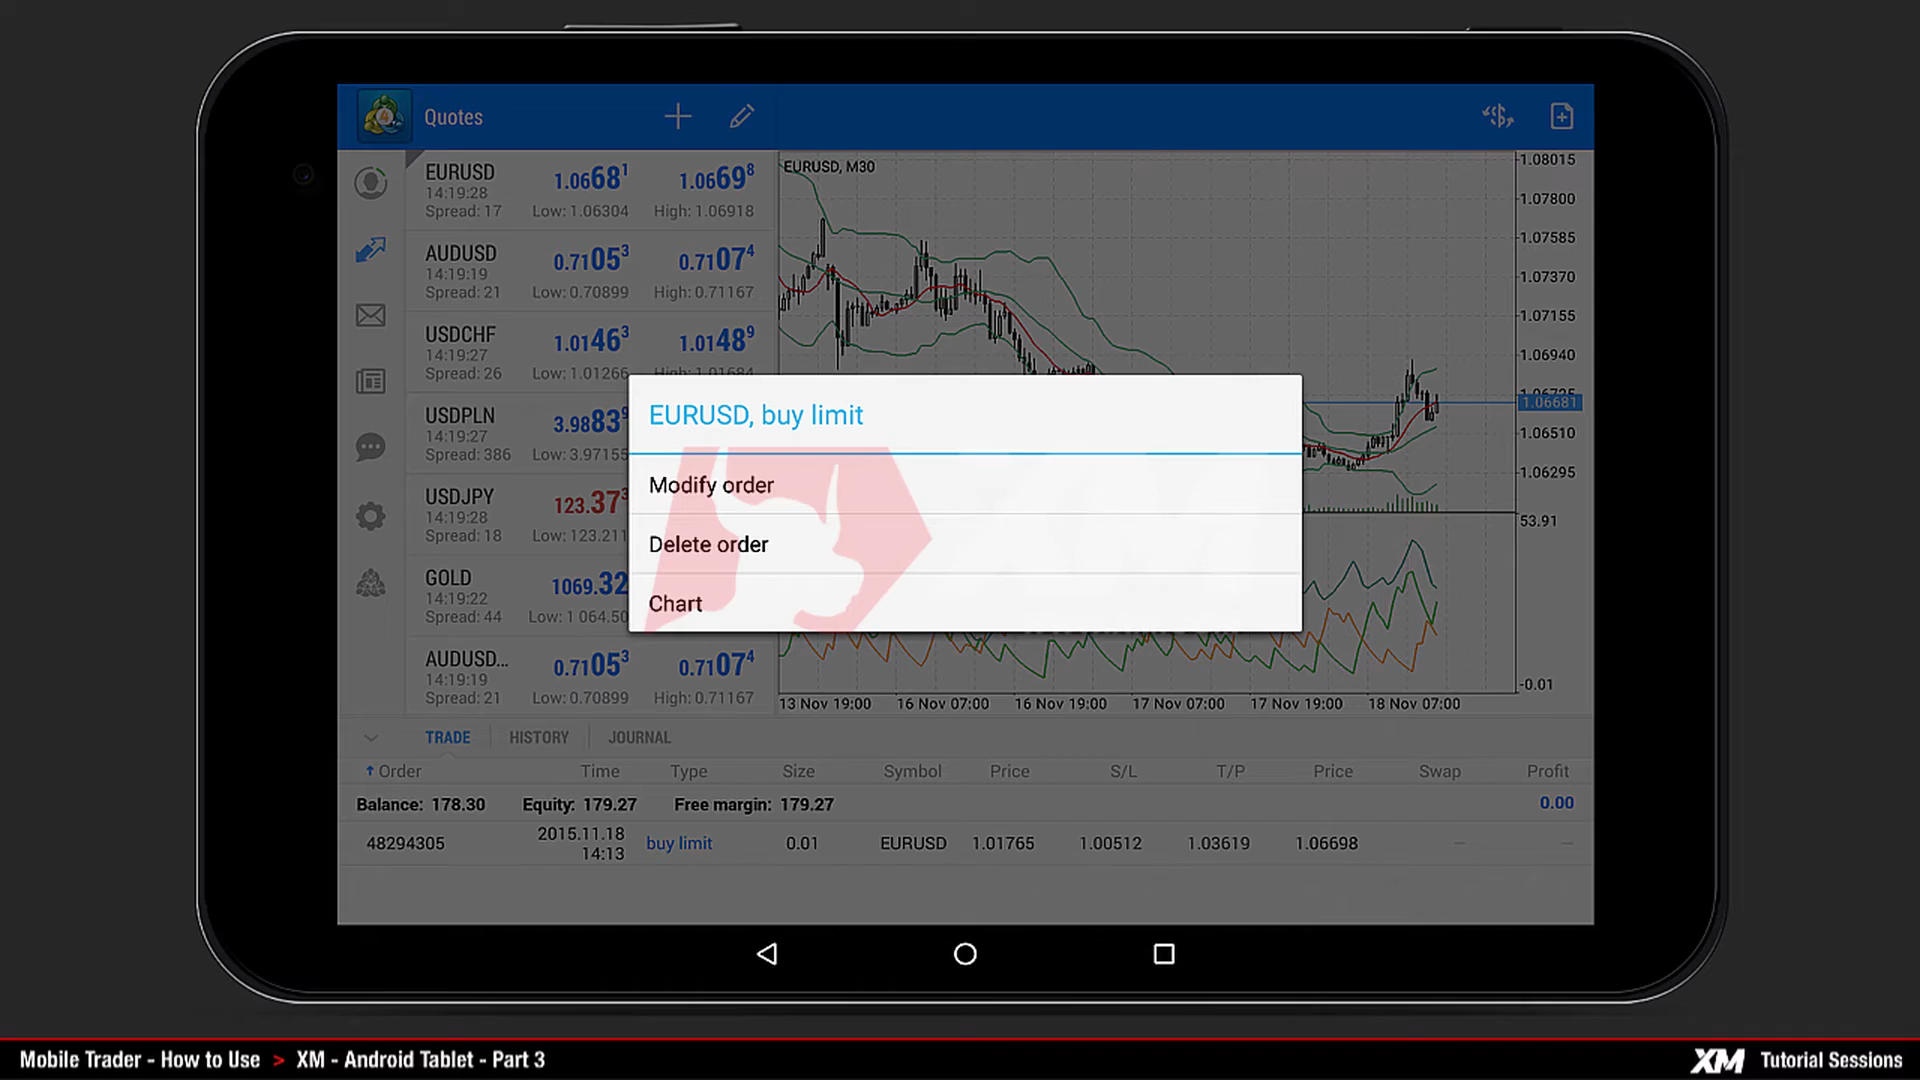 Quotes
EURUSD
14:19:28
Spread: 17
1.06681
Low: 1.06304
1.06698
High: 1.06918
AUDUSD
14:19:19
Spread: 21
0.71053
Low: 0.70899
0.71074
High: 0.71167
USDCHF
14:19:27
Spread: 26
1.01463
Low: 1.01266
1.01489
High: 1.01684
USDPLN
14:19:27
Spread: 386
3.98839
Low: 3.97155
USDJPY
14:19:28
Spread: 18
123.373
Low: 123.211
GOLD
14:19:22
Spread: 44
1069.32
Low: 1 064.50
AUDUSD...
14:19:19
Spread: 21
0.71053
Low: 0.70899
0.71074
High: 0.71167
EURUSD, M30
1.08015
1.07800
1.07585
1.07370
1.07155
1.06940
1.06681
1.06510
1.06295
53.91
-0.01
13 Nov 19:00 16 Nov 07:00 16 Nov 19:00 17 Nov 07:00 17 Nov 19:00 18 Nov 07:00
EURUSD, buy limit
Modify order
Delete order
Chart
TRADE HISTORY JOURNAL
Order Time Type Size Symbol Price S/L T/P Price Swap Profit
Balance: 178.30 Equity: 179.27 Free margin: 179.27 0.00
48294305 2015.11.18 14:13 buy limit 0.01 EURUSD 1.01765 1.00512 1.03619 1.06698 – –
Mobile Trader - How to Use > XM - Android Tablet - Part 3
XM Tutorial Sessions